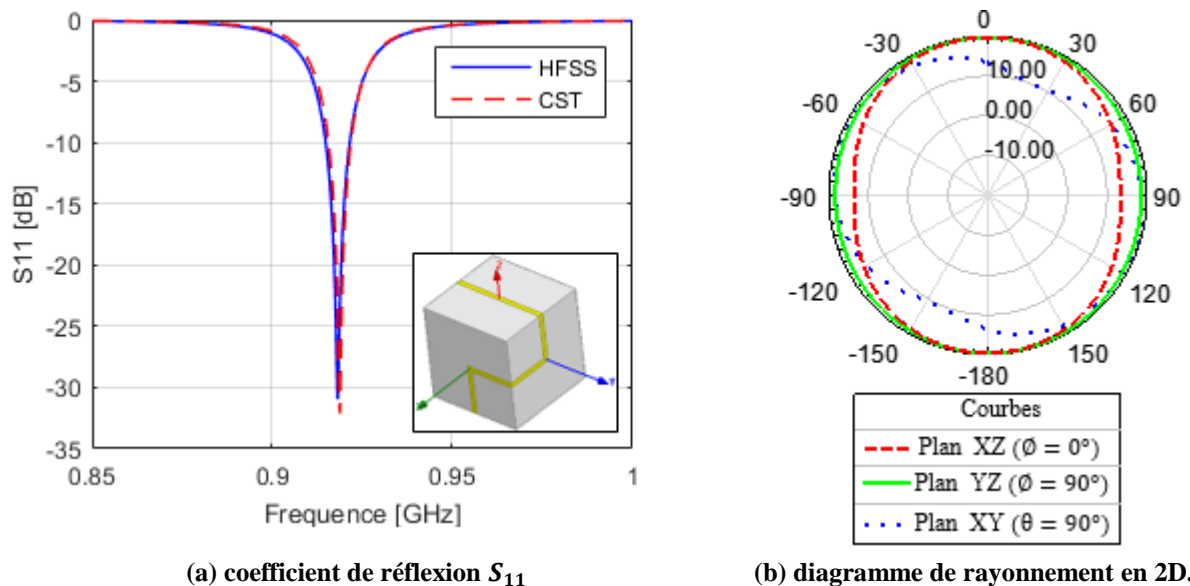 0
-5
-10
-15
-20
-25
-30
-35
S11 [dB]
0.85
0.9
0.95
1
Frequence [GHz]
HFSS
CST
Z
(a) coefficient de réflexion S₁₁
0
30
60
90
120
150
-180
-150
-120
-90
-60
-30
10.00
0.00
-10.00
Courbes
Plan XZ (Ø = 0°)
Plan YZ (Ø = 90°)
Plan XY (θ = 90°)
(b) diagramme de rayonnement en 2D.